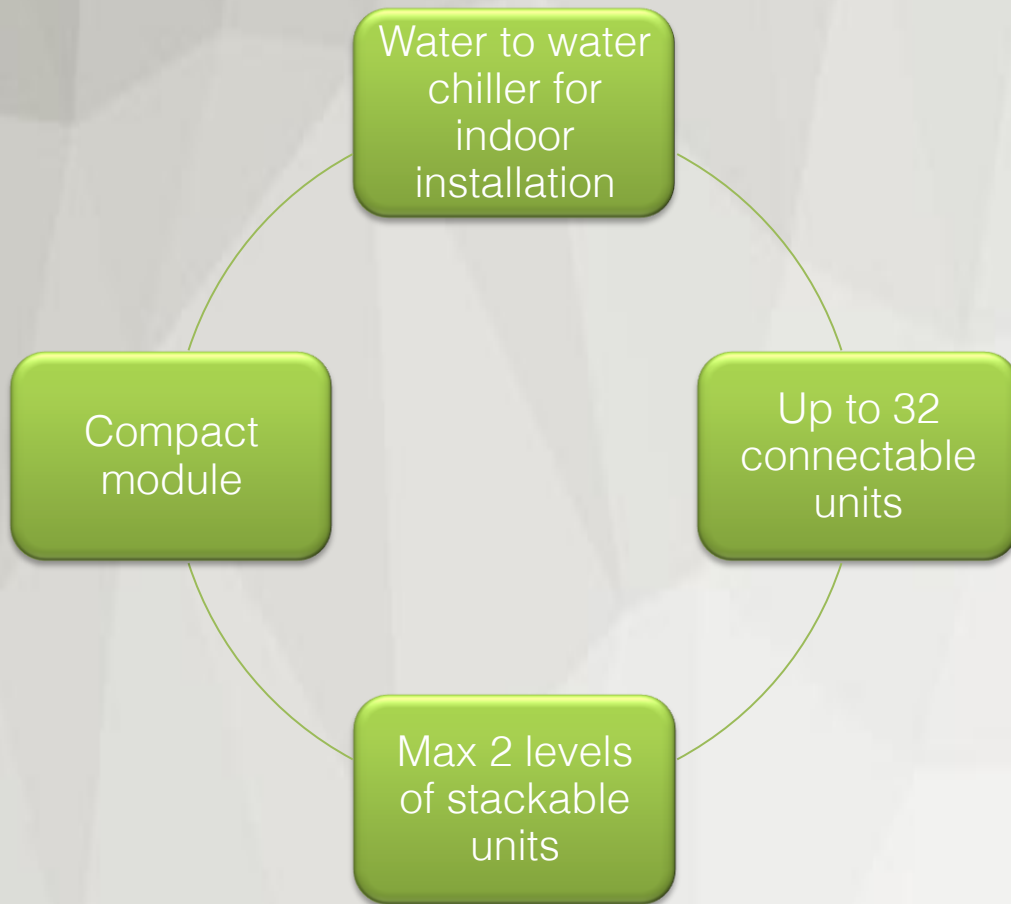 Water to water
chiller for
indoor
installation
Up to 32
connectable
units
Max 2 levels
of stackable
units
Compact
module